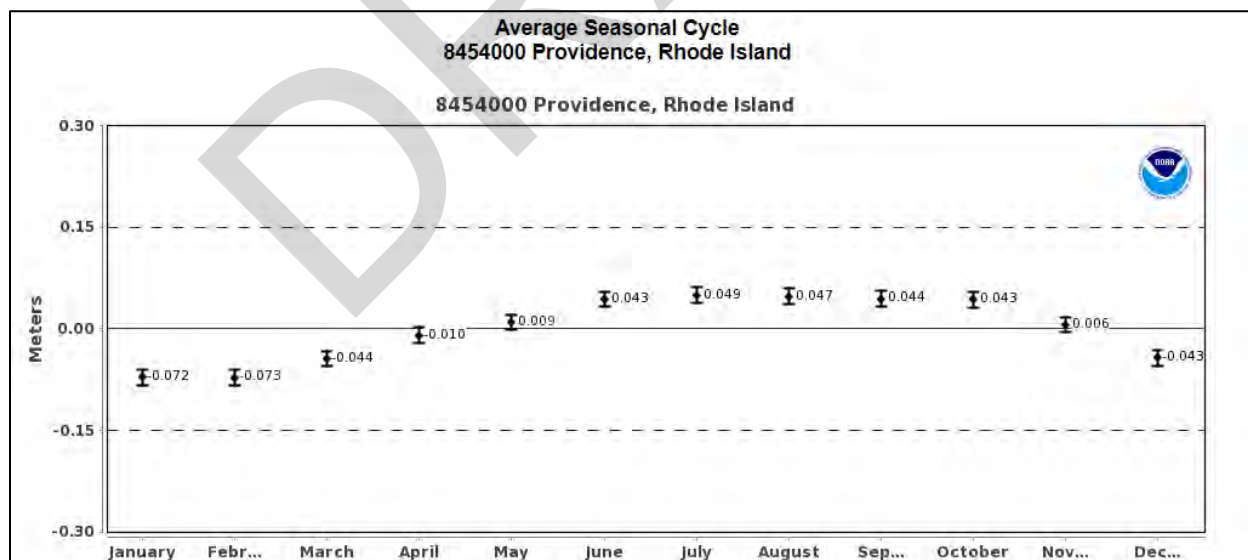 Average Seasonal Cycle
8454000 Providence, Rhode Island
8454000 Providence, Rhode Island
0.30
0.15
0.00
-0.15
-0.30
Meters
-0.072
-0.073
-0.044
-0.010
0.009
0.043
0.049
0.047
0.044
0.043
0.006
-0.043
NOAA
January Febr... March April May June July August Sep... October Nov... Dec...